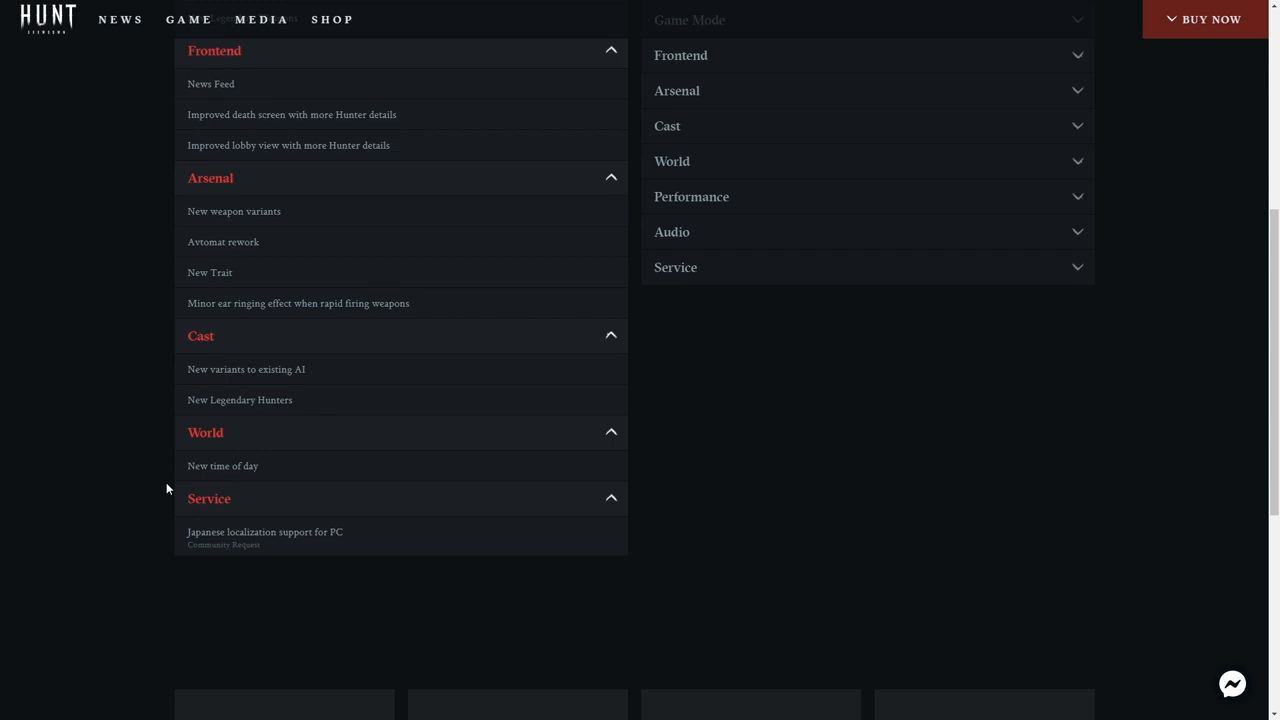 HUNT
SHOWDOWN
NEWS
GAME
MEDIA
SHOP
BUY NOW
Frontend
News Feed
Improved death screen with more Hunter details
Improved lobby view with more Hunter details
Arsenal
New weapon variants
Avtomat rework
New Trait
Minor ear ringing effect when rapid firing weapons
Cast
New variants to existing AI
New Legendary Hunters
World
New time of day
Service
Japanese localization support for PC
Community Request
Game Mode
Frontend
Arsenal
Cast
World
Performance
Audio
Service